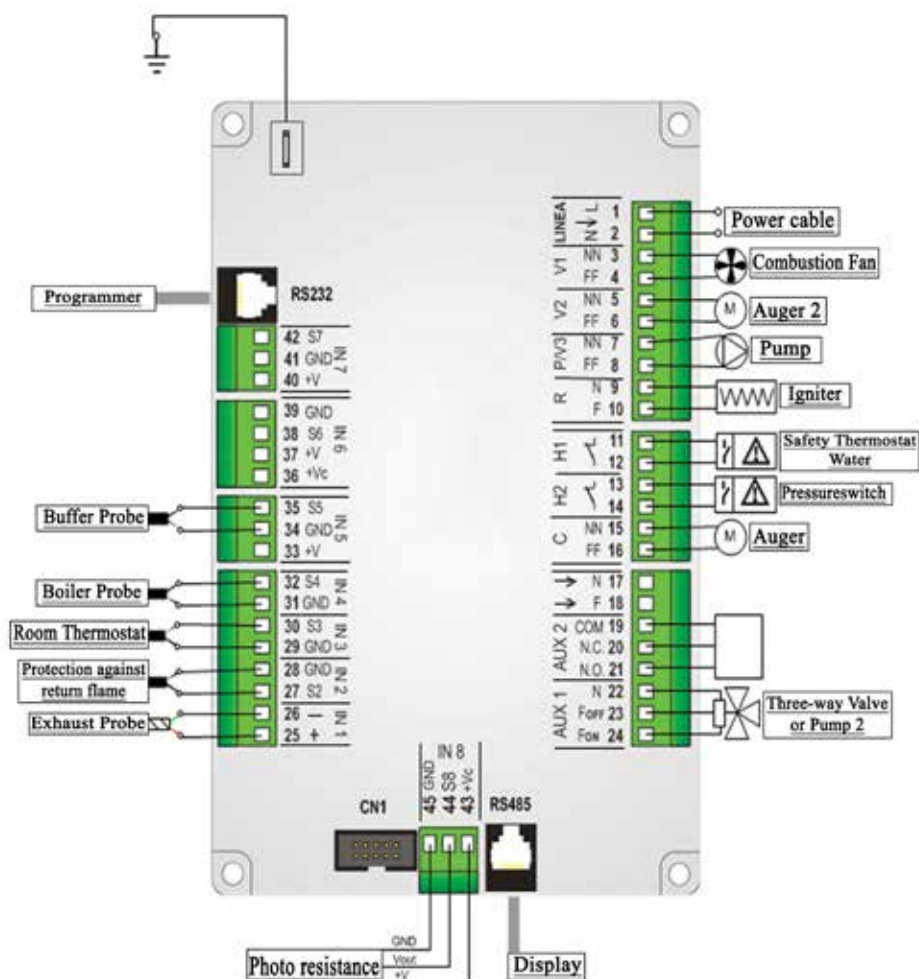 Programmer
RS232
42 S7
41 GND
40 +V
IN 7
39 GND
38 S6
37 +V
36 +Vc
IN 6
Buffer Probe
35 S5
34 GND
33 +V
IN 5
Boiler Probe
32 S4
31 GND
IN 4
Room Thermostat
30 S3
29 GND
IN 3
Protection against
return flame
28 GND
27 S2
IN 2
Exhaust Probe
26 —
25 +
IN 1
LINEA
L 1
N 2
Power cable
V1
NN 3
FF 4
Combustion Fan
V2
NN 5
FF 6
M
Auger 2
P/V3
NN 7
FF 8
Pump
R
N 9
F 10
Igniter
H1
11
12
Safety Thermostat
Water
H2
13
14
Pressureswitch
C
NN 15
FF 16
M
Auger
N 17
F 18
AUX 2
COM 19
N.C. 20
N.O. 21
AUX 1
N 22
FOFF 23
FON 24
Three-way Valve
or Pump 2
CN1
IN 8
45 GND
44 S8
43 +Vc
RS485
Photo resistance
GND
Vout
+V
Display